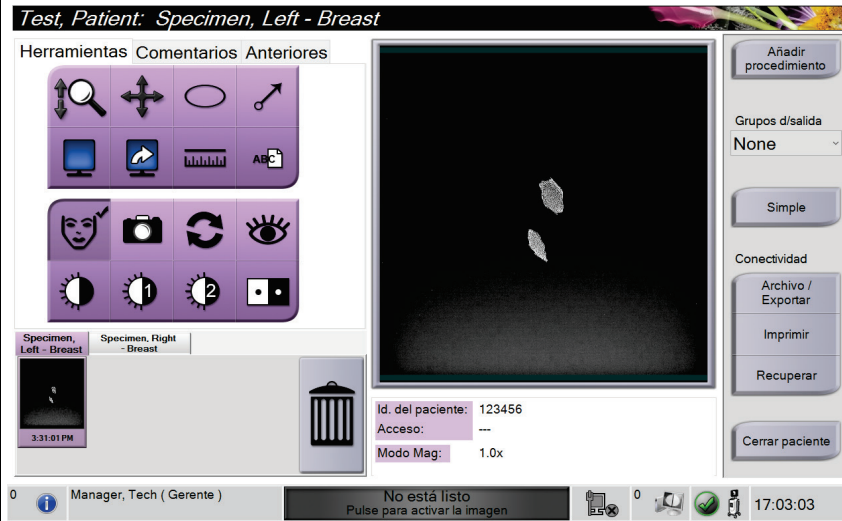 Test, Patient:  Specimen, Left - Breast
Herramientas Comentarios Anteriores
ABC
1
2
Specimen,
Left - Breast
Specimen, Right
- Breast
3:31:01 PM
Id. del paciente: 123456
Acceso: ---
Modo Mag: 1.0x
Añadir
procedimiento
Grupos d/salida
None
Simple
Conectividad
Archivo /
Exportar
Imprimir
Recuperar
Cerrar paciente
0
Manager, Tech ( Gerente )
No está listo
Pulse para activar la imagen
0
17:03:03